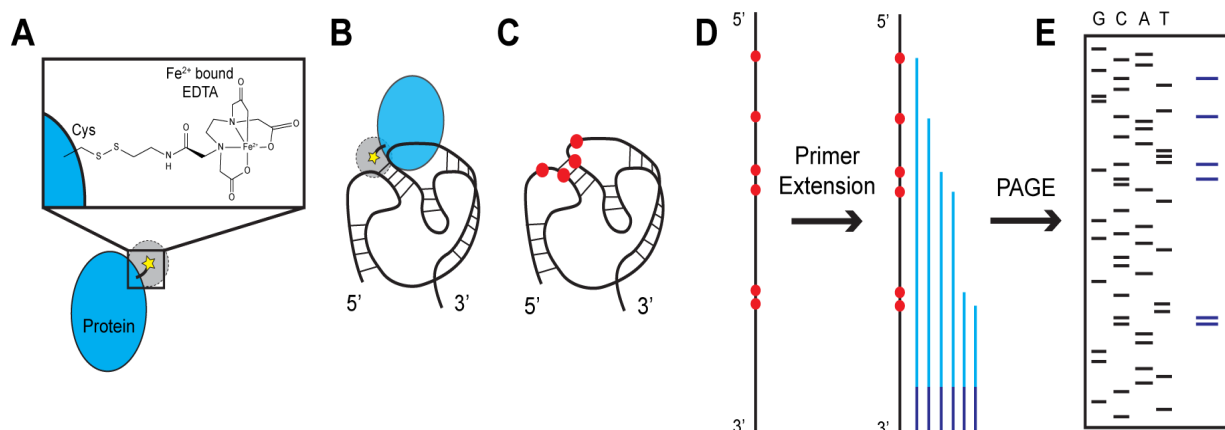 A
Fe²⁺ bound
EDTA
Cys
S
S
N
H
O
N
N
O
O
O
O
O
Fe²⁺
Protein
B
5’
3’
C
5’
3’
D
5’
3’
Primer
Extension
5’
3’
PAGE
E
G C A T